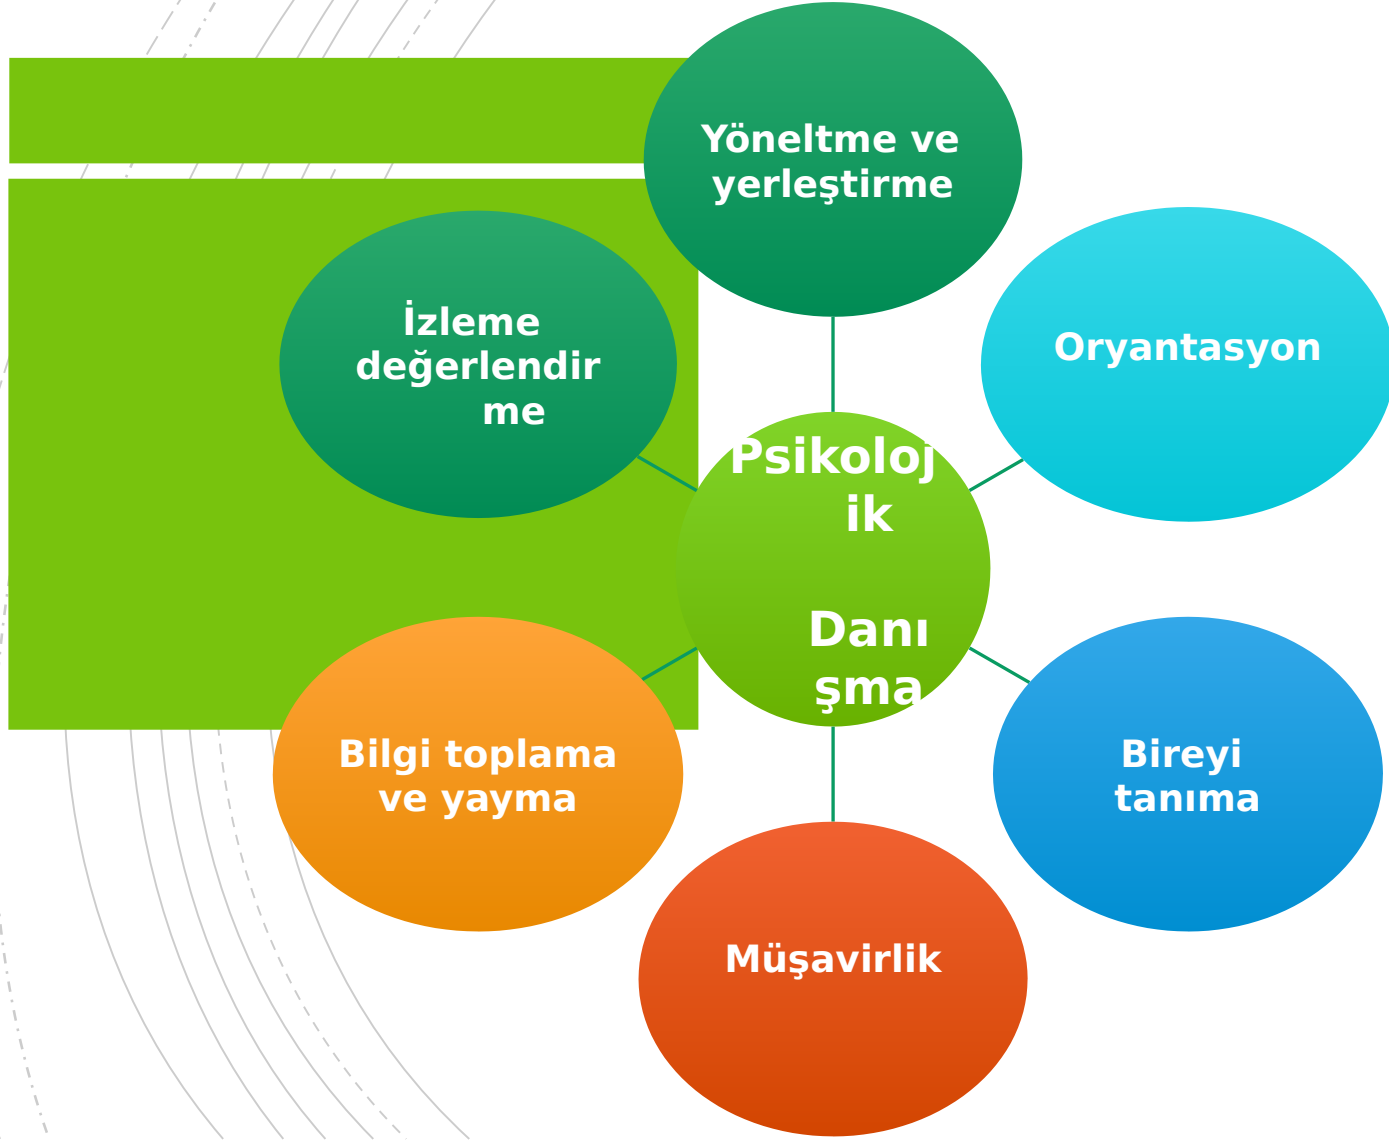 Yöneltme ve
yerleştirme
Oryantasyon
İzleme
değerlendir
me
Psikoloj
ik
Danı
şma
Bilgi toplama
ve yayma
Bireyi
tanıma
Müşavirlik